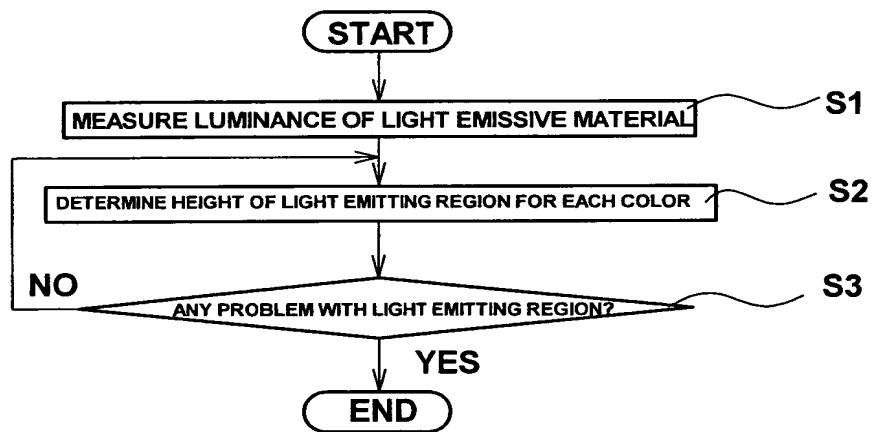 START
MEASURE LUMINANCE OF LIGHT EMISSIVE MATERIAL
S1
DETERMINE HEIGHT OF LIGHT EMITTING REGION FOR EACH COLOR
S2
NO
ANY PROBLEM WITH LIGHT EMITTING REGION?
S3
YES
END